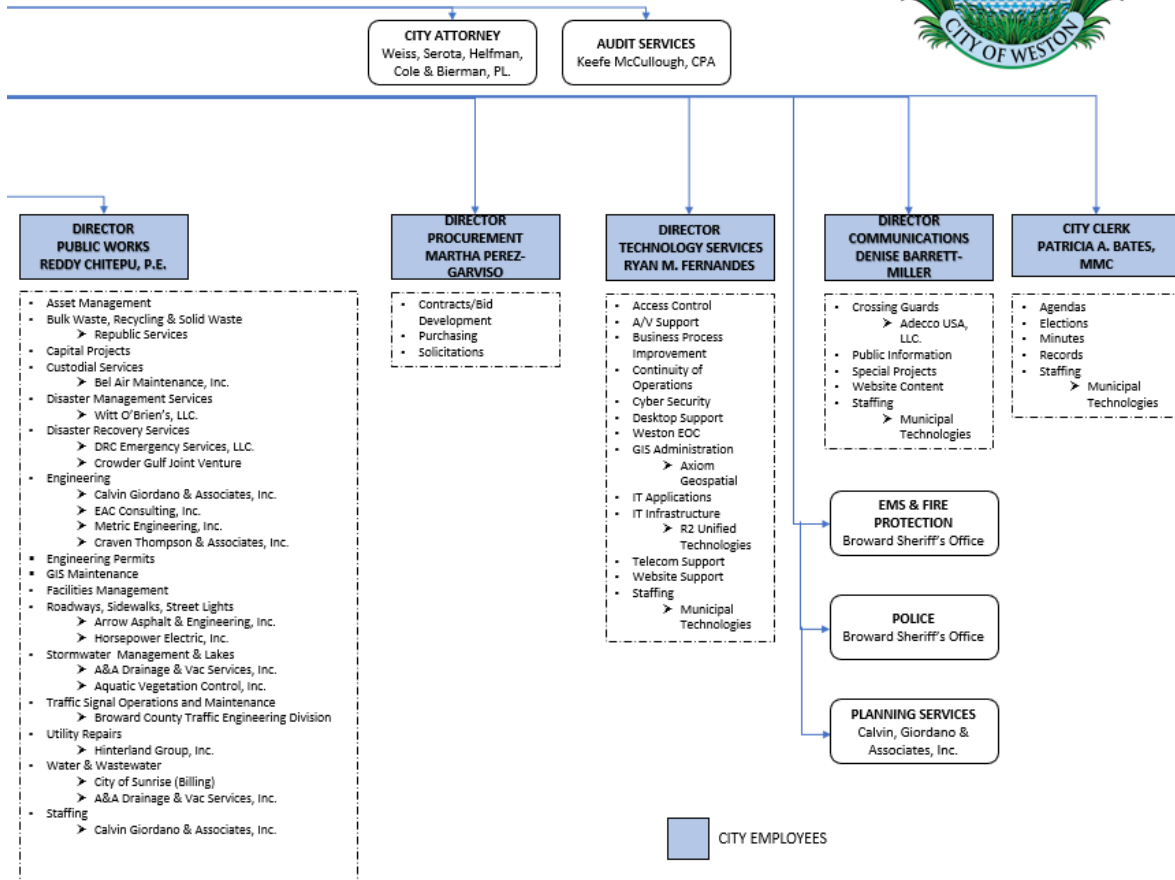 CITY OF WESTON
CITY ATTORNEY
Weiss, Serota, Helfman,
Cole & Bierman, PL.
AUDIT SERVICES
Keefe McCullough, CPA
DIRECTOR
PUBLIC WORKS
REDDY CHITEPU, P.E.
▪ Asset Management
▪ Bulk Waste, Recycling & Solid Waste
➤ Republic Services
▪ Capital Projects
▪ Custodial Services
➤ Bel Air Maintenance, Inc.
▪ Disaster Management Services
➤ Witt O’Brien’s, LLC.
▪ Disaster Recovery Services
➤ DRC Emergency Services, LLC.
➤ Crowder Gulf Joint Venture
▪ Engineering
➤ Calvin Giordano & Associates, Inc.
➤ EAC Consulting, Inc.
➤ Metric Engineering, Inc.
➤ Craven Thompson & Associates, Inc.
▪ Engineering Permits
▪ GIS Maintenance
▪ Facilities Management
▪ Roadways, Sidewalks, Street Lights
➤ Arrow Asphalt & Engineering, Inc.
➤ Horsepower Electric, Inc.
▪ Stormwater Management & Lakes
➤ A&A Drainage & Vac Services, Inc.
➤ Aquatic Vegetation Control, Inc.
▪ Traffic Signal Operations and Maintenance
➤ Broward County Traffic Engineering Division
▪ Utility Repairs
➤ Hinterland Group, Inc.
▪ Water & Wastewater
➤ City of Sunrise (Billing)
➤ A&A Drainage & Vac Services, Inc.
▪ Staffing
➤ Calvin Giordano & Associates, Inc.
DIRECTOR
PROCUREMENT
MARTHA PEREZ-
GARVISO
▪ Contracts/Bid
Development
▪ Purchasing
▪ Solicitations
DIRECTOR
TECHNOLOGY SERVICES
RYAN M. FERNANDES
▪ Access Control
▪ A/V Support
▪ Business Process
Improvement
▪ Continuity of
Operations
▪ Cyber Security
▪ Desktop Support
▪ Weston EOC
▪ GIS Administration
➤ Axiom
Geospatial
▪ IT Applications
▪ IT Infrastructure
➤ R2 Unified
Technologies
▪ Telecom Support
▪ Website Support
▪ Staffing
➤ Municipal
Technologies
DIRECTOR
COMMUNICATIONS
DENISE BARRETT-
MILLER
▪ Crossing Guards
➤ Adecco USA,
LLC.
▪ Public Information
▪ Special Projects
▪ Website Content
▪ Staffing
➤ Municipal
Technologies
CITY CLERK
PATRICIA A. BATES,
MMC
▪ Agendas
▪ Elections
▪ Minutes
▪ Records
▪ Staffing
➤ Municipal
Technologies
EMS & FIRE
PROTECTION
Broward Sheriff’s Office
POLICE
Broward Sheriff’s Office
PLANNING SERVICES
Calvin, Giordano &
Associates, Inc.
CITY EMPLOYEES